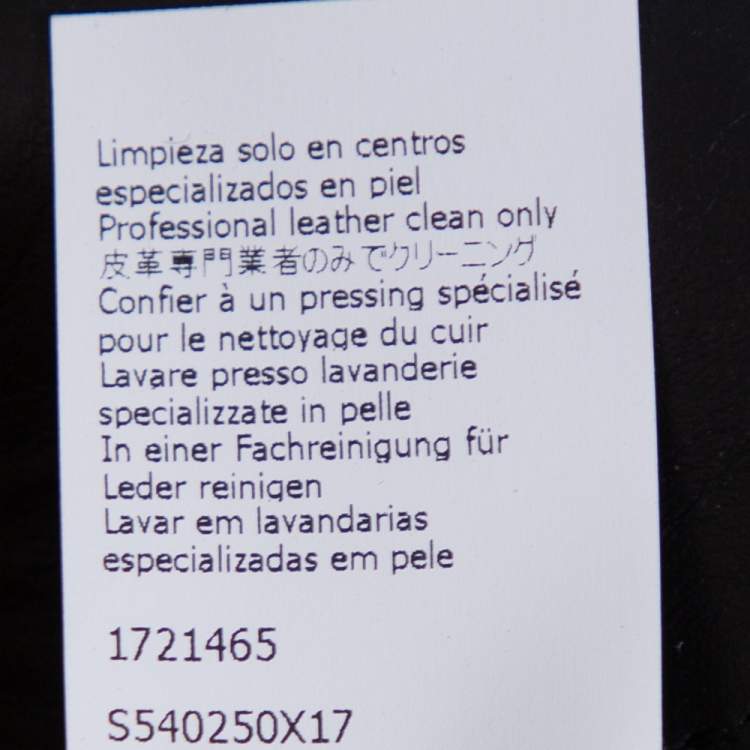 Limpieza solo en centros
especializados en piel
Professional leather clean only
皮革専門業者のみでクリーニング
Confier à un pressing spécialisé
pour le nettoyage du cuir
Lavare presso lavanderie
specializzate in pelle
In einer Fachreinigung für
Leder reinigen
Lavar em lavandarias
especializadas em pele
1721465
S540250X17